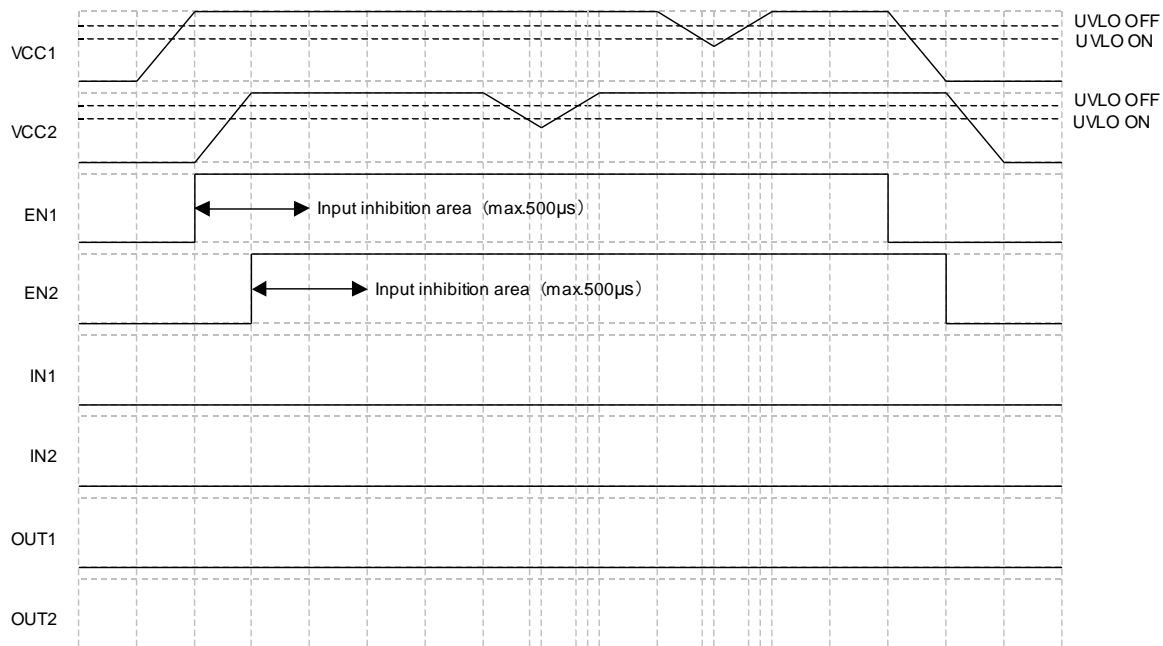 UVLO OFF
VCC1
UVLO ON
UVLO OFF
VCC2
UVLO ON
EN1
Input inhibition area（max.500µs）
EN2
Input inhibition area（max.500µs）
IN1
IN2
OUT1
OUT2